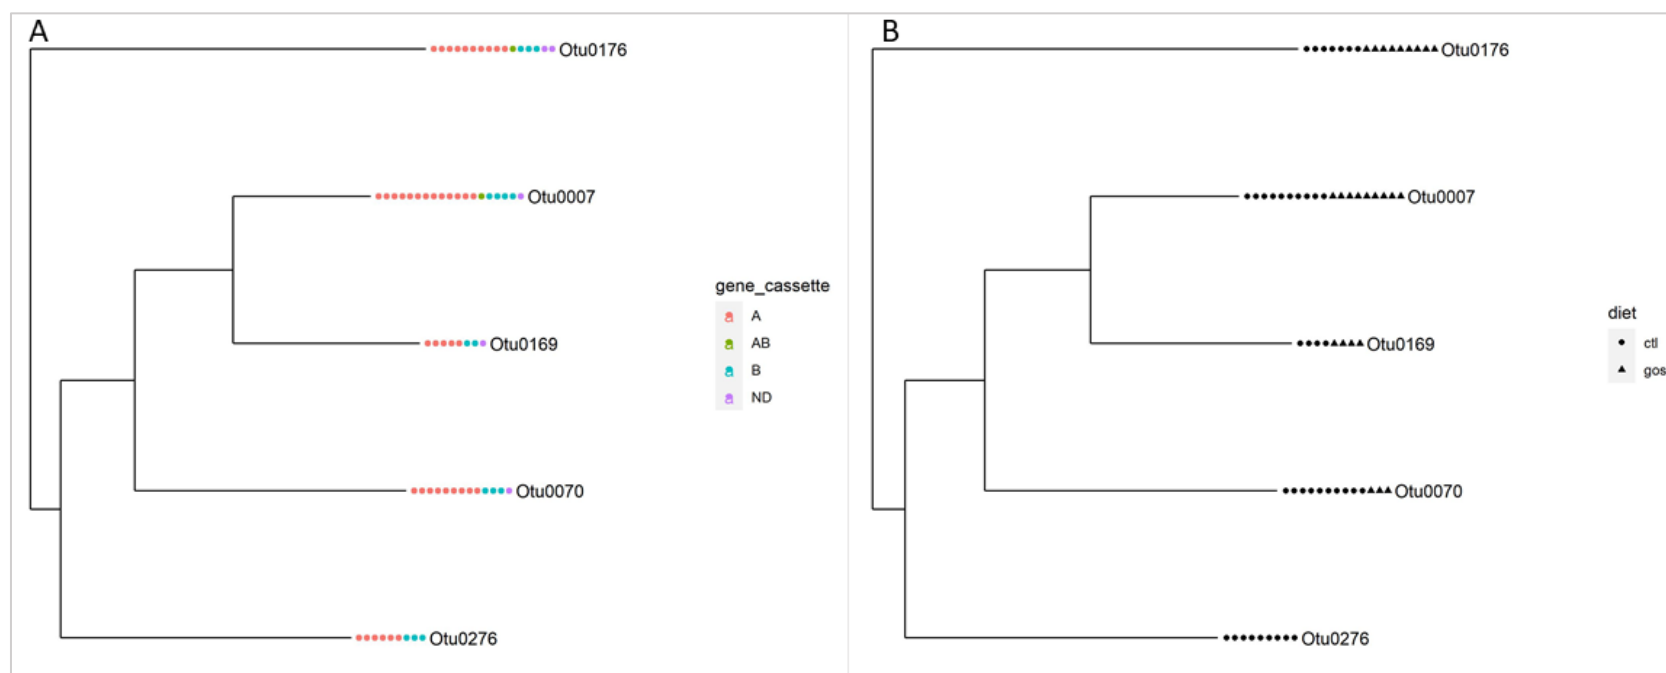 A
Otu0176
Otu0007
Otu0169
Otu0070
Otu0276
gene_cassette
a A
a AB
a B
a ND
B
Otu0176
Otu0007
Otu0169
Otu0070
Otu0276
diet
ctl
gos